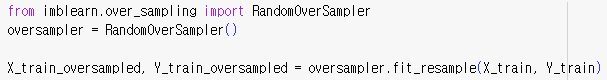 from imblearn.over_sampling import RandomOverSampler
oversampler = RandomOverSampler()
X_train_oversampled, Y_train_oversampled = oversampler.fit_resample(X_train, Y_train)